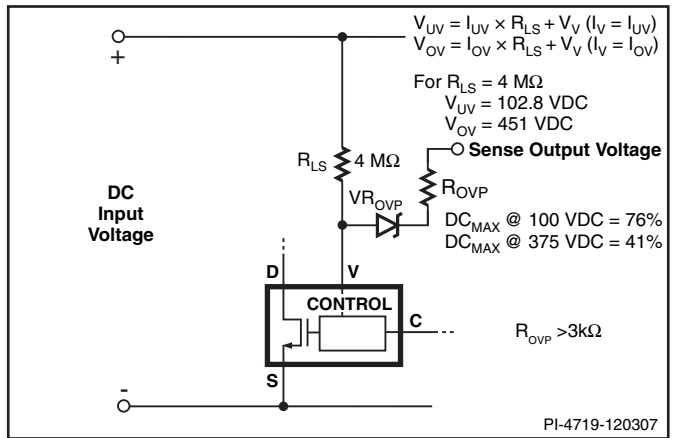 V_UV = I_UV × R_LS + V_V (I_V = I_UV)
V_OV = I_OV × R_LS + V_V (I_V = I_OV)
+
For R_LS = 4 MΩ
V_UV = 102.8 VDC
V_OV = 451 VDC
Sense Output Voltage
R_LS 4 MΩ
R_OVP
VR_OVP
DC
Input
Voltage
DC_MAX @ 100 VDC = 76%
DC_MAX @ 375 VDC = 41%
D V
CONTROL
C
R_OVP >3kΩ
S
-
PI-4719-120307